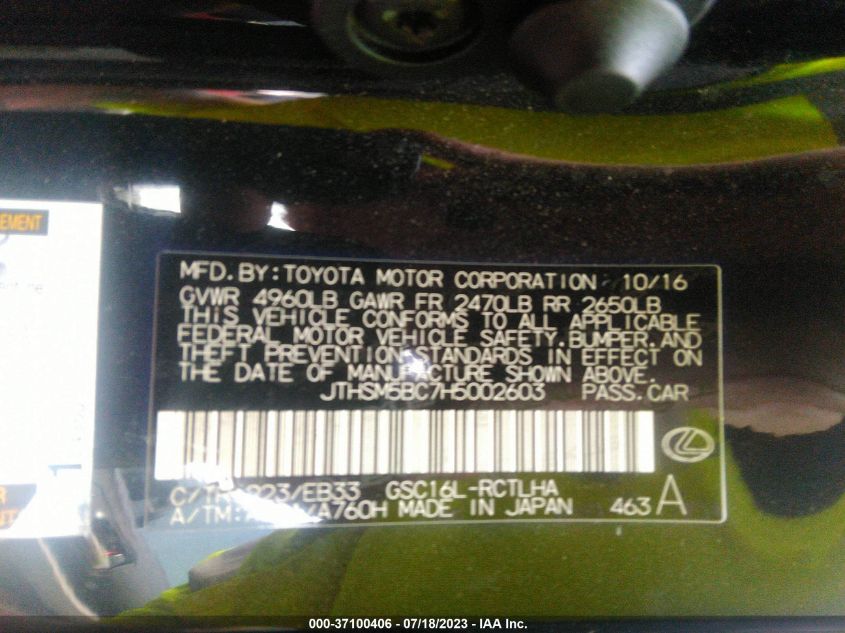 EMENT
MFD.BY:TOYOTA MOTOR CORPORATION 10/16
GVWR 4960LB GAWR FR 2470LB RR 2650LB
THIS VEHICLE CONFORMS TO ALL APPLICABLE
FEDERAL MOTOR VEHICLE SAFETY.BUMPER.AND
THEFT PREVENTION STANDARDS IN EFFECT ON
THE DATE OF MANUFACTURE SHOWN ABOVE.
JTHSM5BC7H5002603 PASS.CAR
C/TR: 223/EB33 GSC16L-RCTLHA
A/TM: /A760H MADE IN JAPAN 463 A
000-37100406 - 07/18/2023 - IAA Inc.